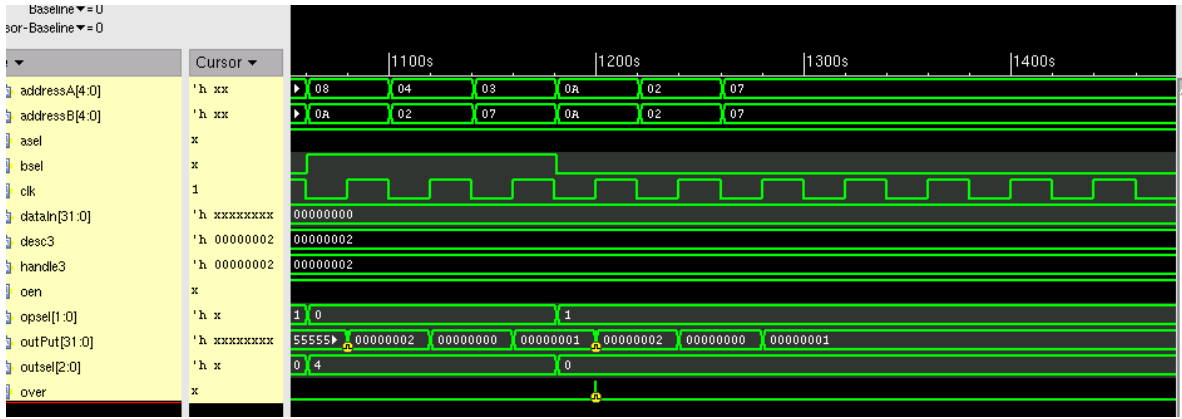 Baseline▼=0
sor-Baseline▼=0
Cursor▼
1100s 1200s 1300s 1400s
addressA[4:0] 'h xx 08 04 03 0A 02 07
addressB[4:0] 'h xx 0A 02 07 0A 02 07
asel x
bsel x
clk 1
dataIn[31:0] 'h xxxxxxxx 00000000
desc3 'h 00000002 00000002
handle3 'h 00000002 00000002
oen x
opsel[1:0] 'h x 1 0 1
outPut[31:0] 'h xxxxxxxx 55555 00000002 00000000 00000001 00000002 00000000 00000001
outsel[2:0] 'h x 0 4 0
over x